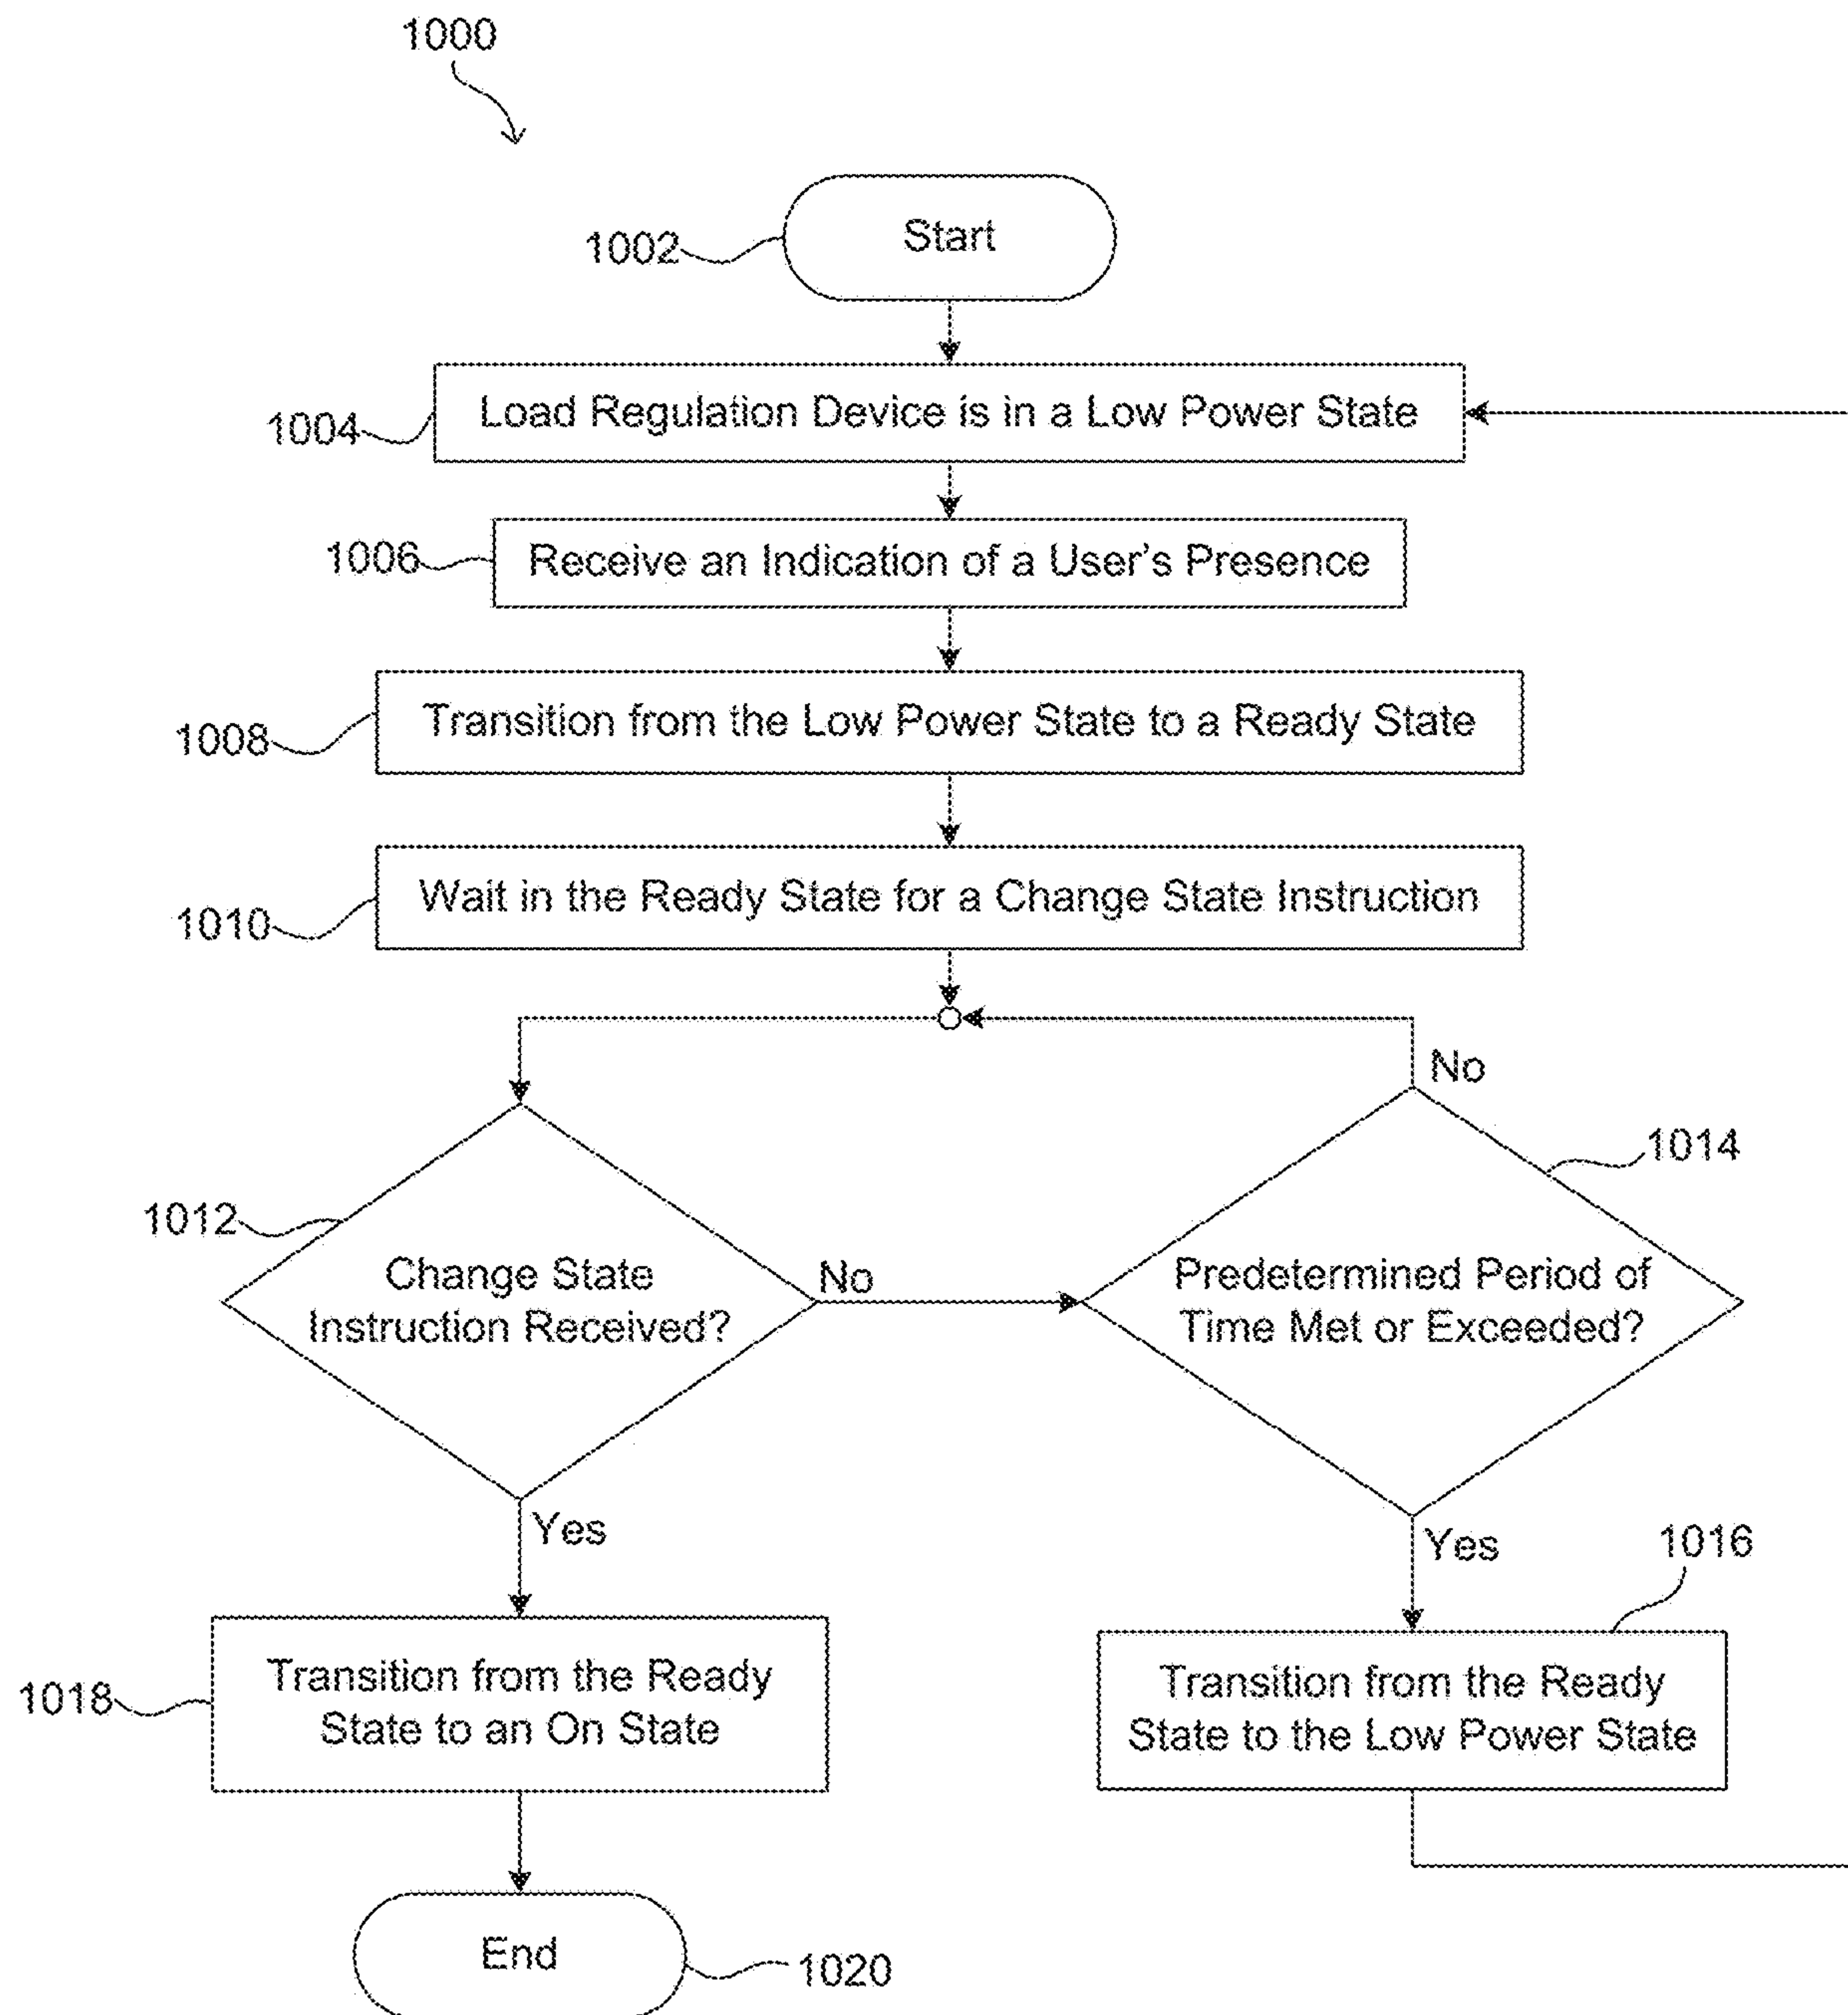 1000
1002
Start
1004
Load Regulation Device is in a Low Power State
1006
Receive an Indication of a User's Presence
1008
Transition from the Low Power State to a Ready State
1010
Wait in the Ready State for a Change State Instruction
No
1014
1012
Change State
Instruction Received?
No
Predetermined Period of
Time Met or Exceeded?
Yes
Yes
1016
1018
Transition from the Ready
State to an On State
Transition from the Ready
State to the Low Power State
End
1020